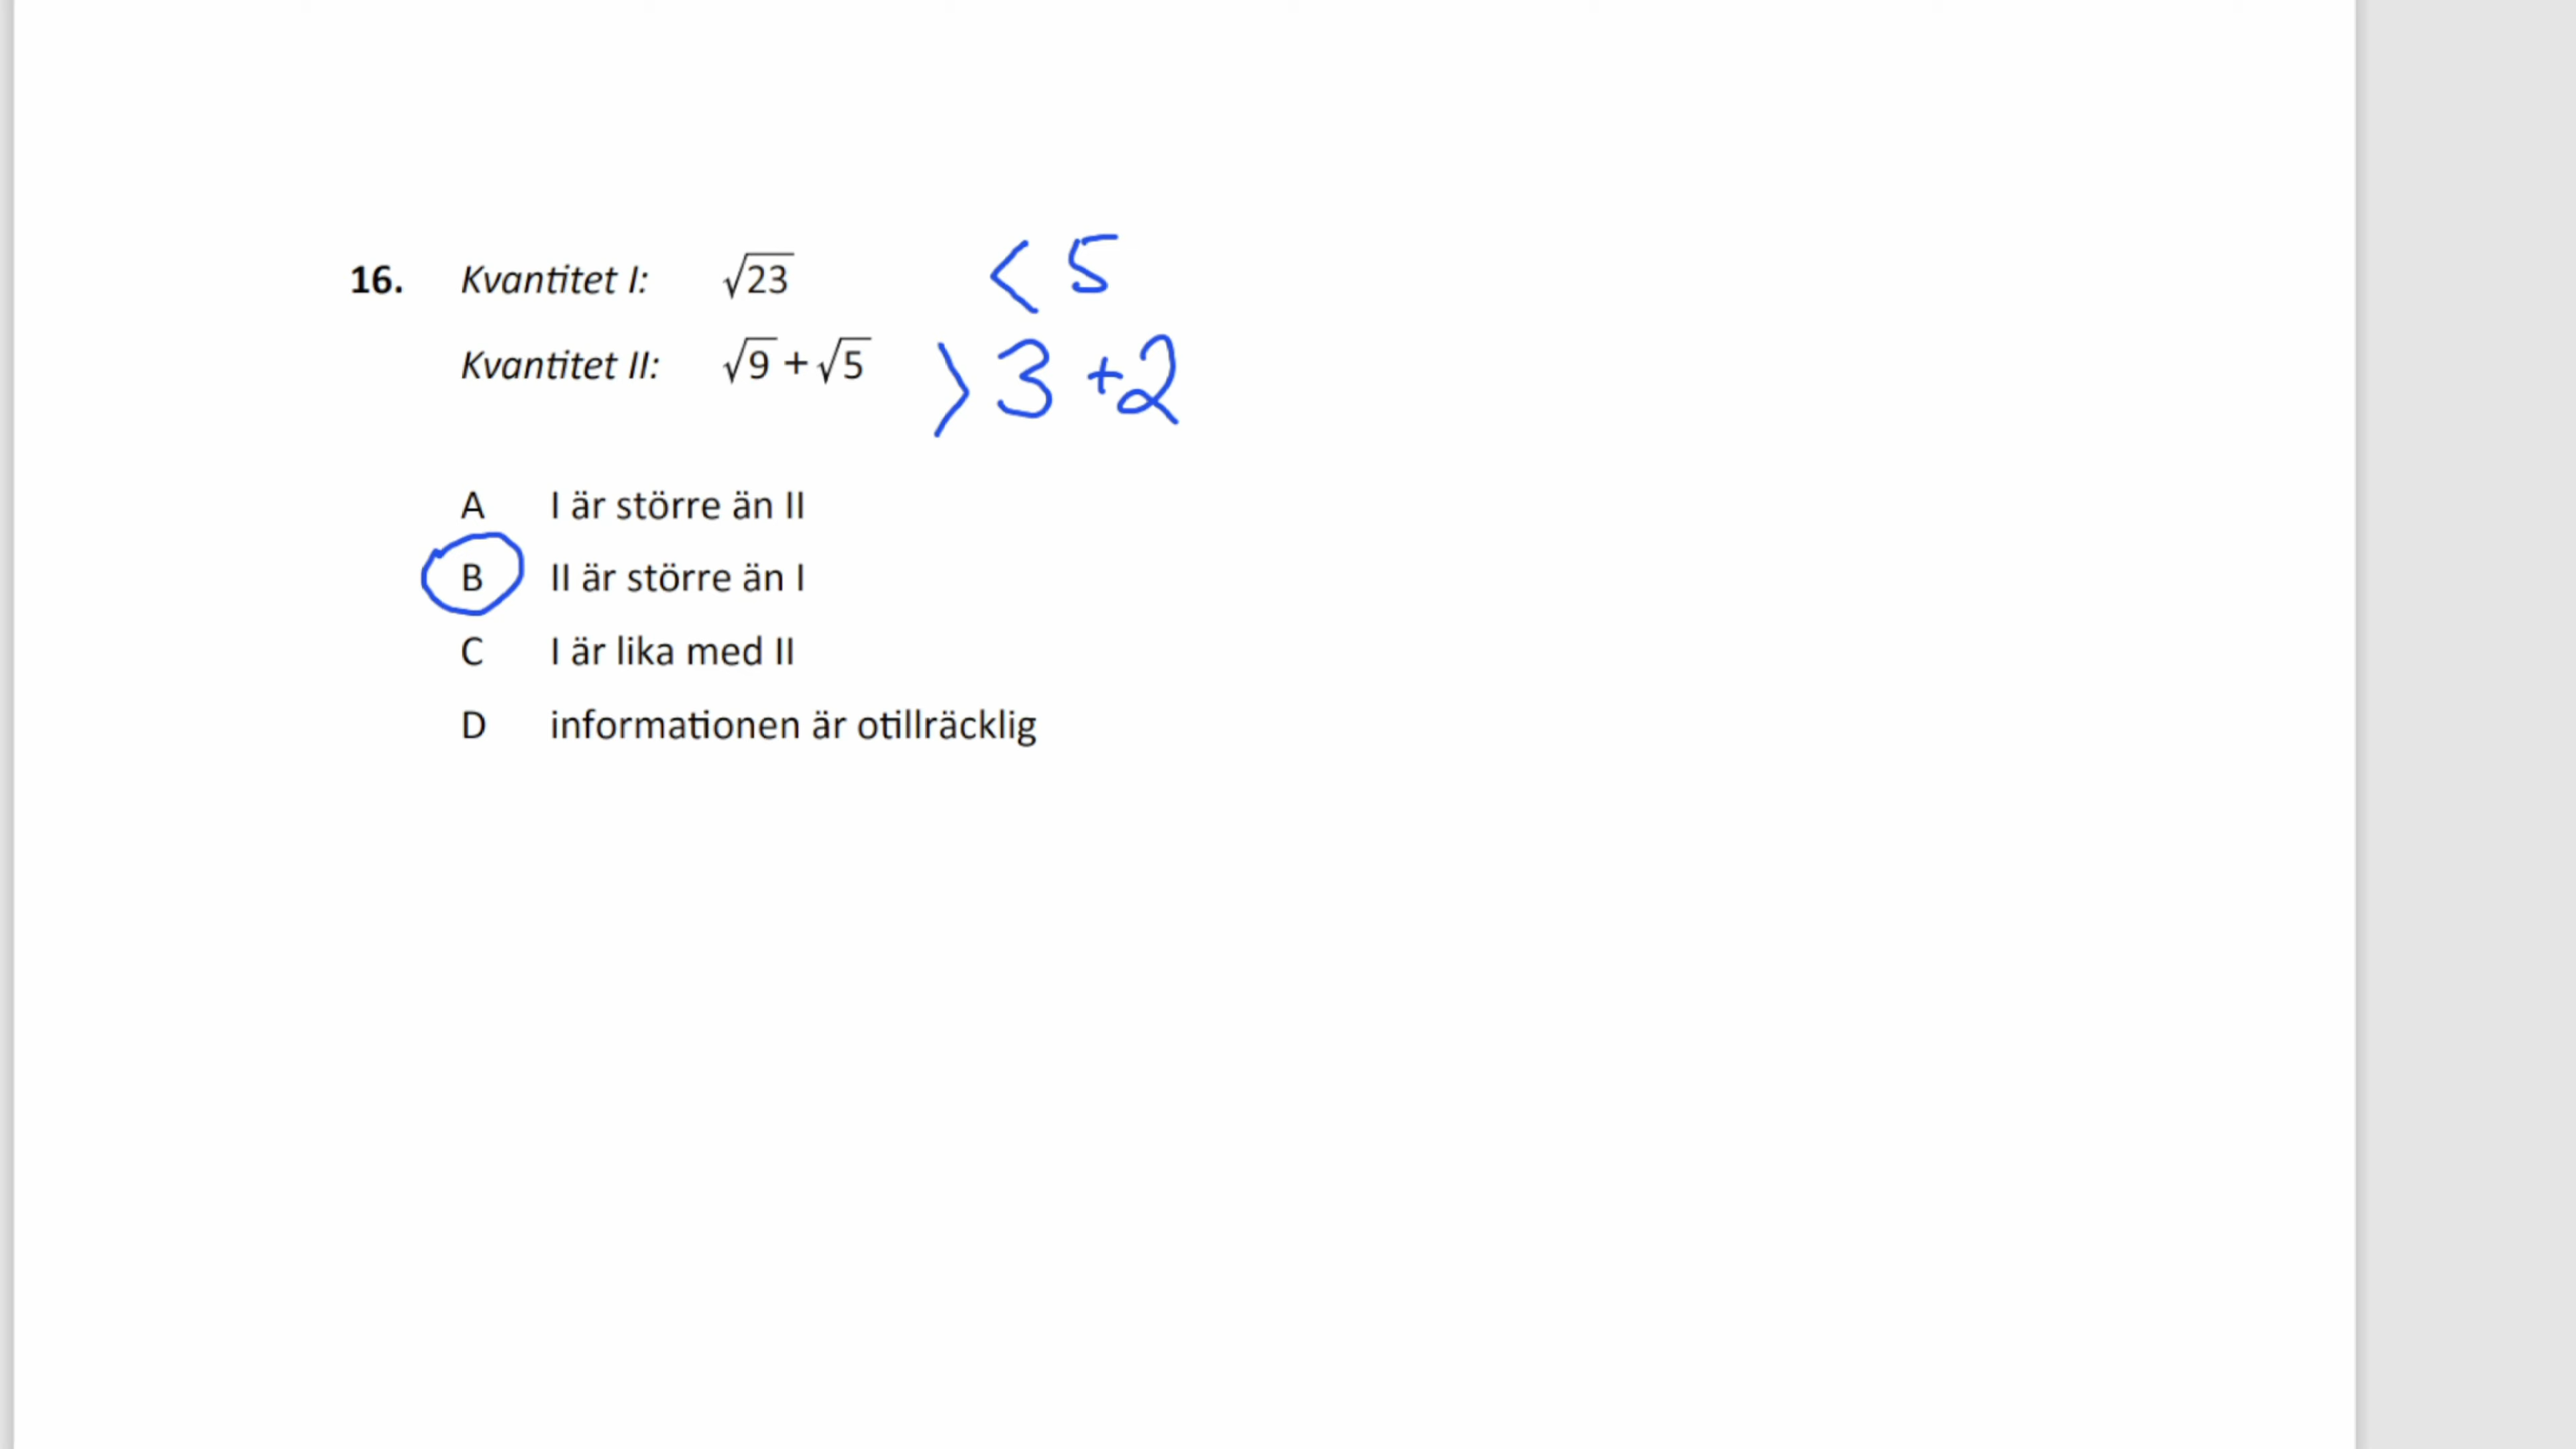 16. Kvantitet I: √23 < 5
Kvantitet II: √9 + √5 > 3 + 2
A I är större än II
B II är större än I
C I är lika med II
D informationen är otillräcklig